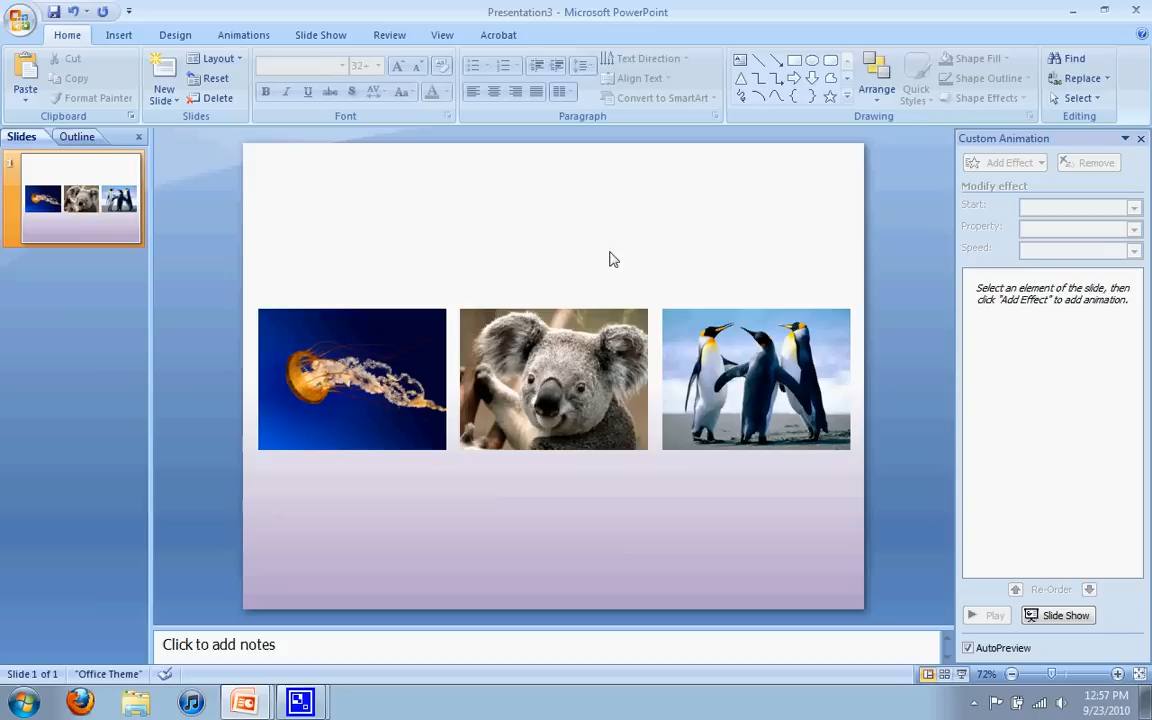 Presentation3 - Microsoft PowerPoint
Home Insert Design Animations Slide Show Review View Acrobat
Paste
Cut
Copy
Format Painter
Clipboard
New Slide
Layout
Reset
Delete
Slides
32+
B I U abc S AV Aa A
Font
Text Direction
Align Text
Convert to SmartArt
Paragraph
Arrange
Quick Styles
Shape Fill
Shape Outline
Shape Effects
Drawing
Find
Replace
Select
Editing
Slides Outline
1
Custom Animation
Add Effect Remove
Modify effect
Start:
Property:
Speed:
Select an element of the slide, then
click "Add Effect" to add animation.
Re-Order
Play Slide Show
AutoPreview
Click to add notes
Slide 1 of 1 "Office Theme" 72%
12:57 PM
9/23/2010